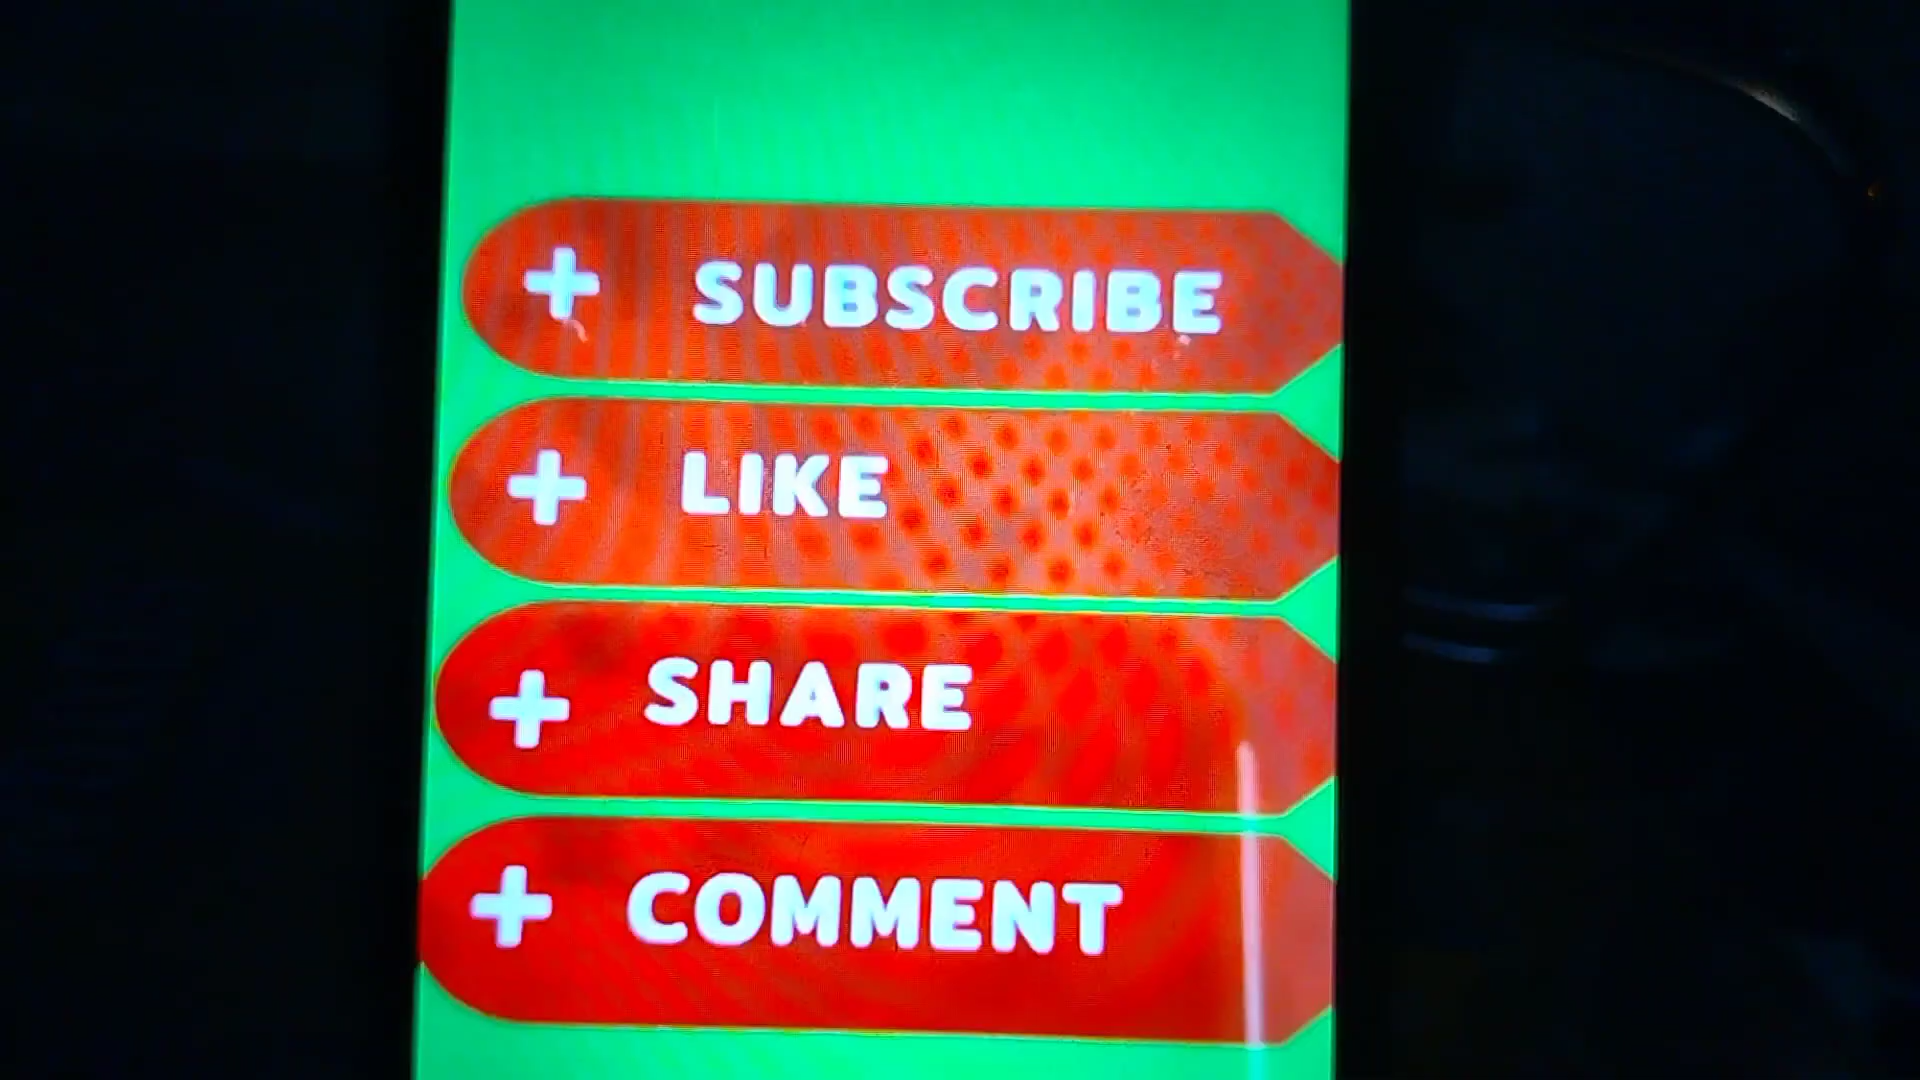 + SUBSCRIBE
+ LIKE
+ SHARE
+ COMMENT